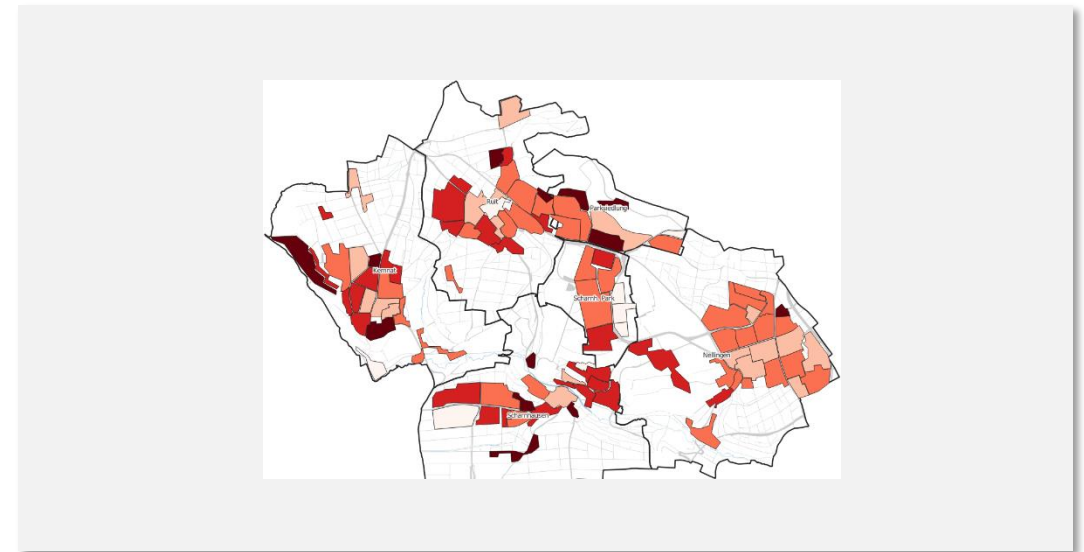 Ruit
Parksiedlung
Kemnat
Scharnh. Park
Nellingen
Scharnhausen